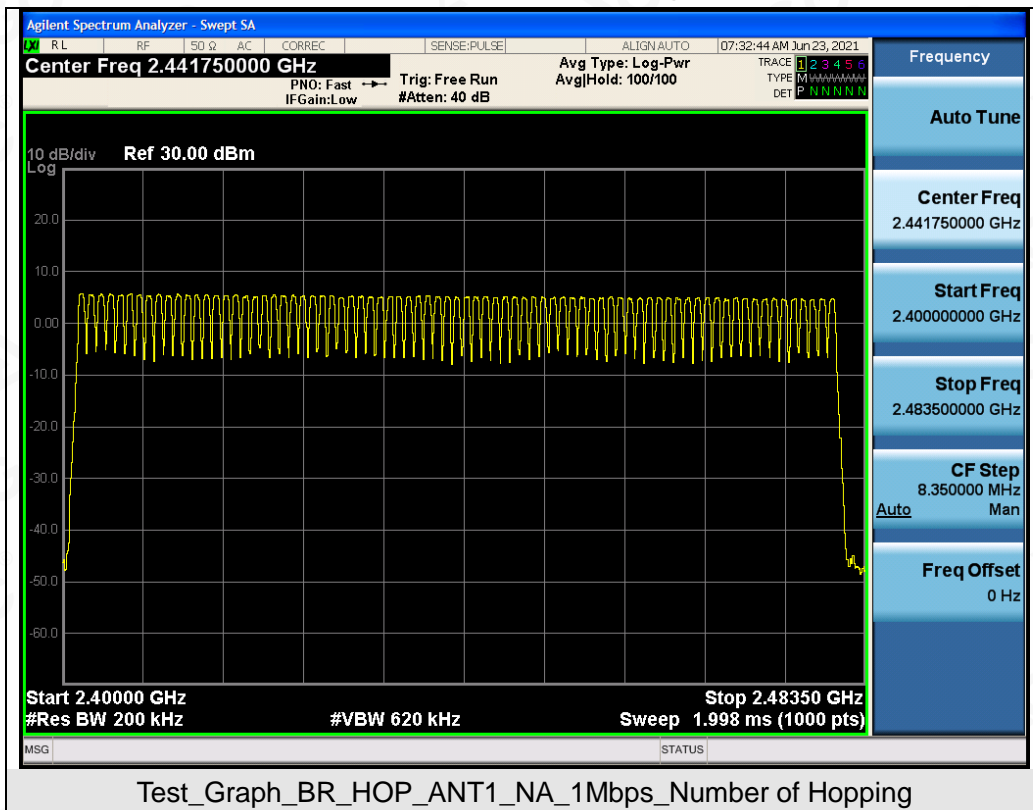 Agilent Spectrum Analyzer - Swept SA
LXI RL RF 50 Ω AC CORREC SENSE:PULSE ALIGN AUTO 07:32:44 AM Jun 23, 2021
Center Freq 2.441750000 GHz
PNO: Fast
IFGain:Low
Trig: Free Run
#Atten: 40 dB
Avg Type: Log-Pwr
Avg|Hold: 100/100
TRACE 1 2 3 4 5 6
TYPE M
DET P N N N N N
10 dB/div Ref 30.00 dBm
Log
20.0
10.0
0.00
-10.0
-20.0
-30.0
-40.0
-50.0
-60.0
Start 2.40000 GHz Stop 2.48350 GHz
#Res BW 200 kHz #VBW 620 kHz Sweep 1.998 ms (1000 pts)
MSG STATUS
Frequency
Auto Tune
Center Freq
2.441750000 GHz
Start Freq
2.400000000 GHz
Stop Freq
2.483500000 GHz
CF Step
8.350000 MHz
Auto Man
Freq Offset
0 Hz
Test_Graph_BR_HOP_ANT1_NA_1Mbps_Number of Hopping